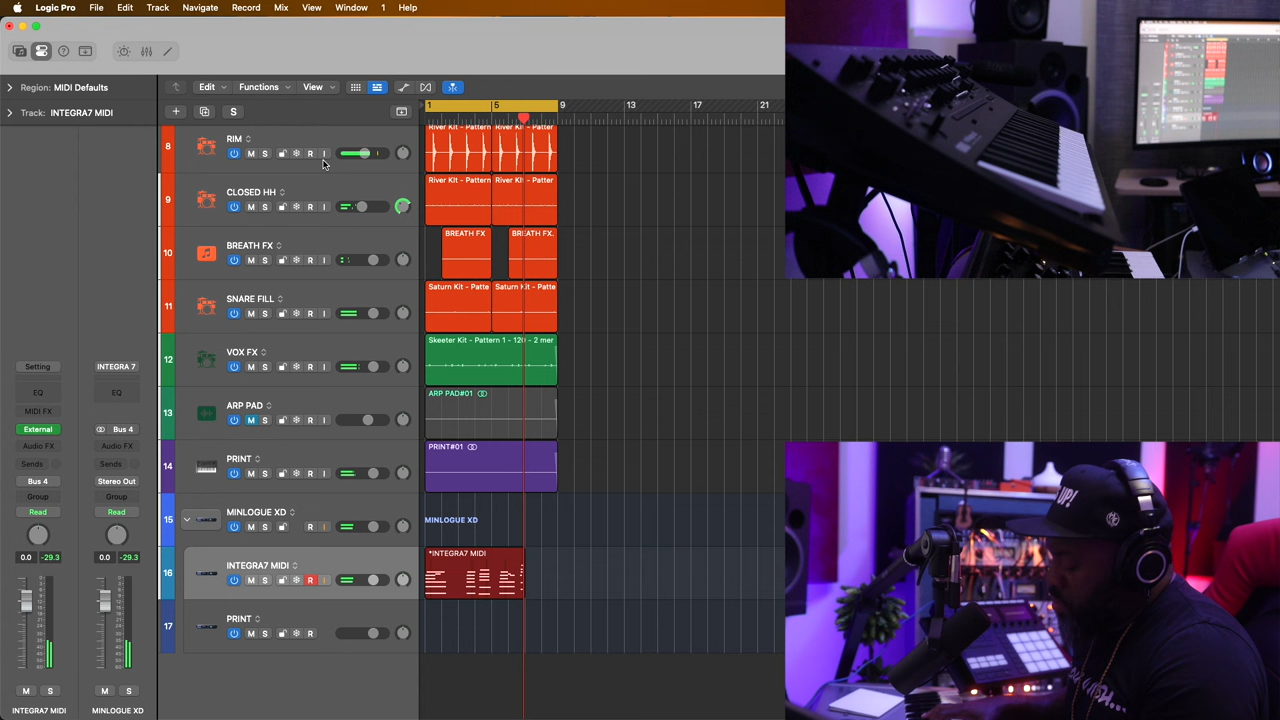 Logic Pro File Edit Track Navigate Record Mix View Window 1 Help
Region: MIDI Defaults
Edit Functions View
Track: INTEGRA7 MIDI
S
1 5 9 13 17 21
8 RIM
M S R I
River KIt - Pattern River KIt - Patter
9 CLOSED HH
M S R I
River KIt - Pattern River KIt - Patter
10 BREATH FX
M S R I
BREATH FX BREATH FX.
11 SNARE FILL
M S R I
Saturn Kit - Patte Saturn Kit - Patte
12 VOX FX
M S R I
Skeeter Kit - Pattern 1 - 120 - 2 mer
13 ARP PAD
M S R I
ARP PAD#01
14 PRINT
M S R I
PRINT#01
15 MINLOGUE XD
M S R I
MINLOGUE XD
16 INTEGRA7 MIDI
M S R I
*INTEGRA7 MIDI
17 PRINT
M S R
Setting INTEGRA 7
EQ EQ
MIDI FX
External Bus 4
Audio FX Audio FX
Sends Sends
Bus 4 Stereo Out
Group Group
Read Read
0.0 -29.3 0.0 -29.3
M S M S
INTEGRA7 MIDI MINLOGUE XD
UP!